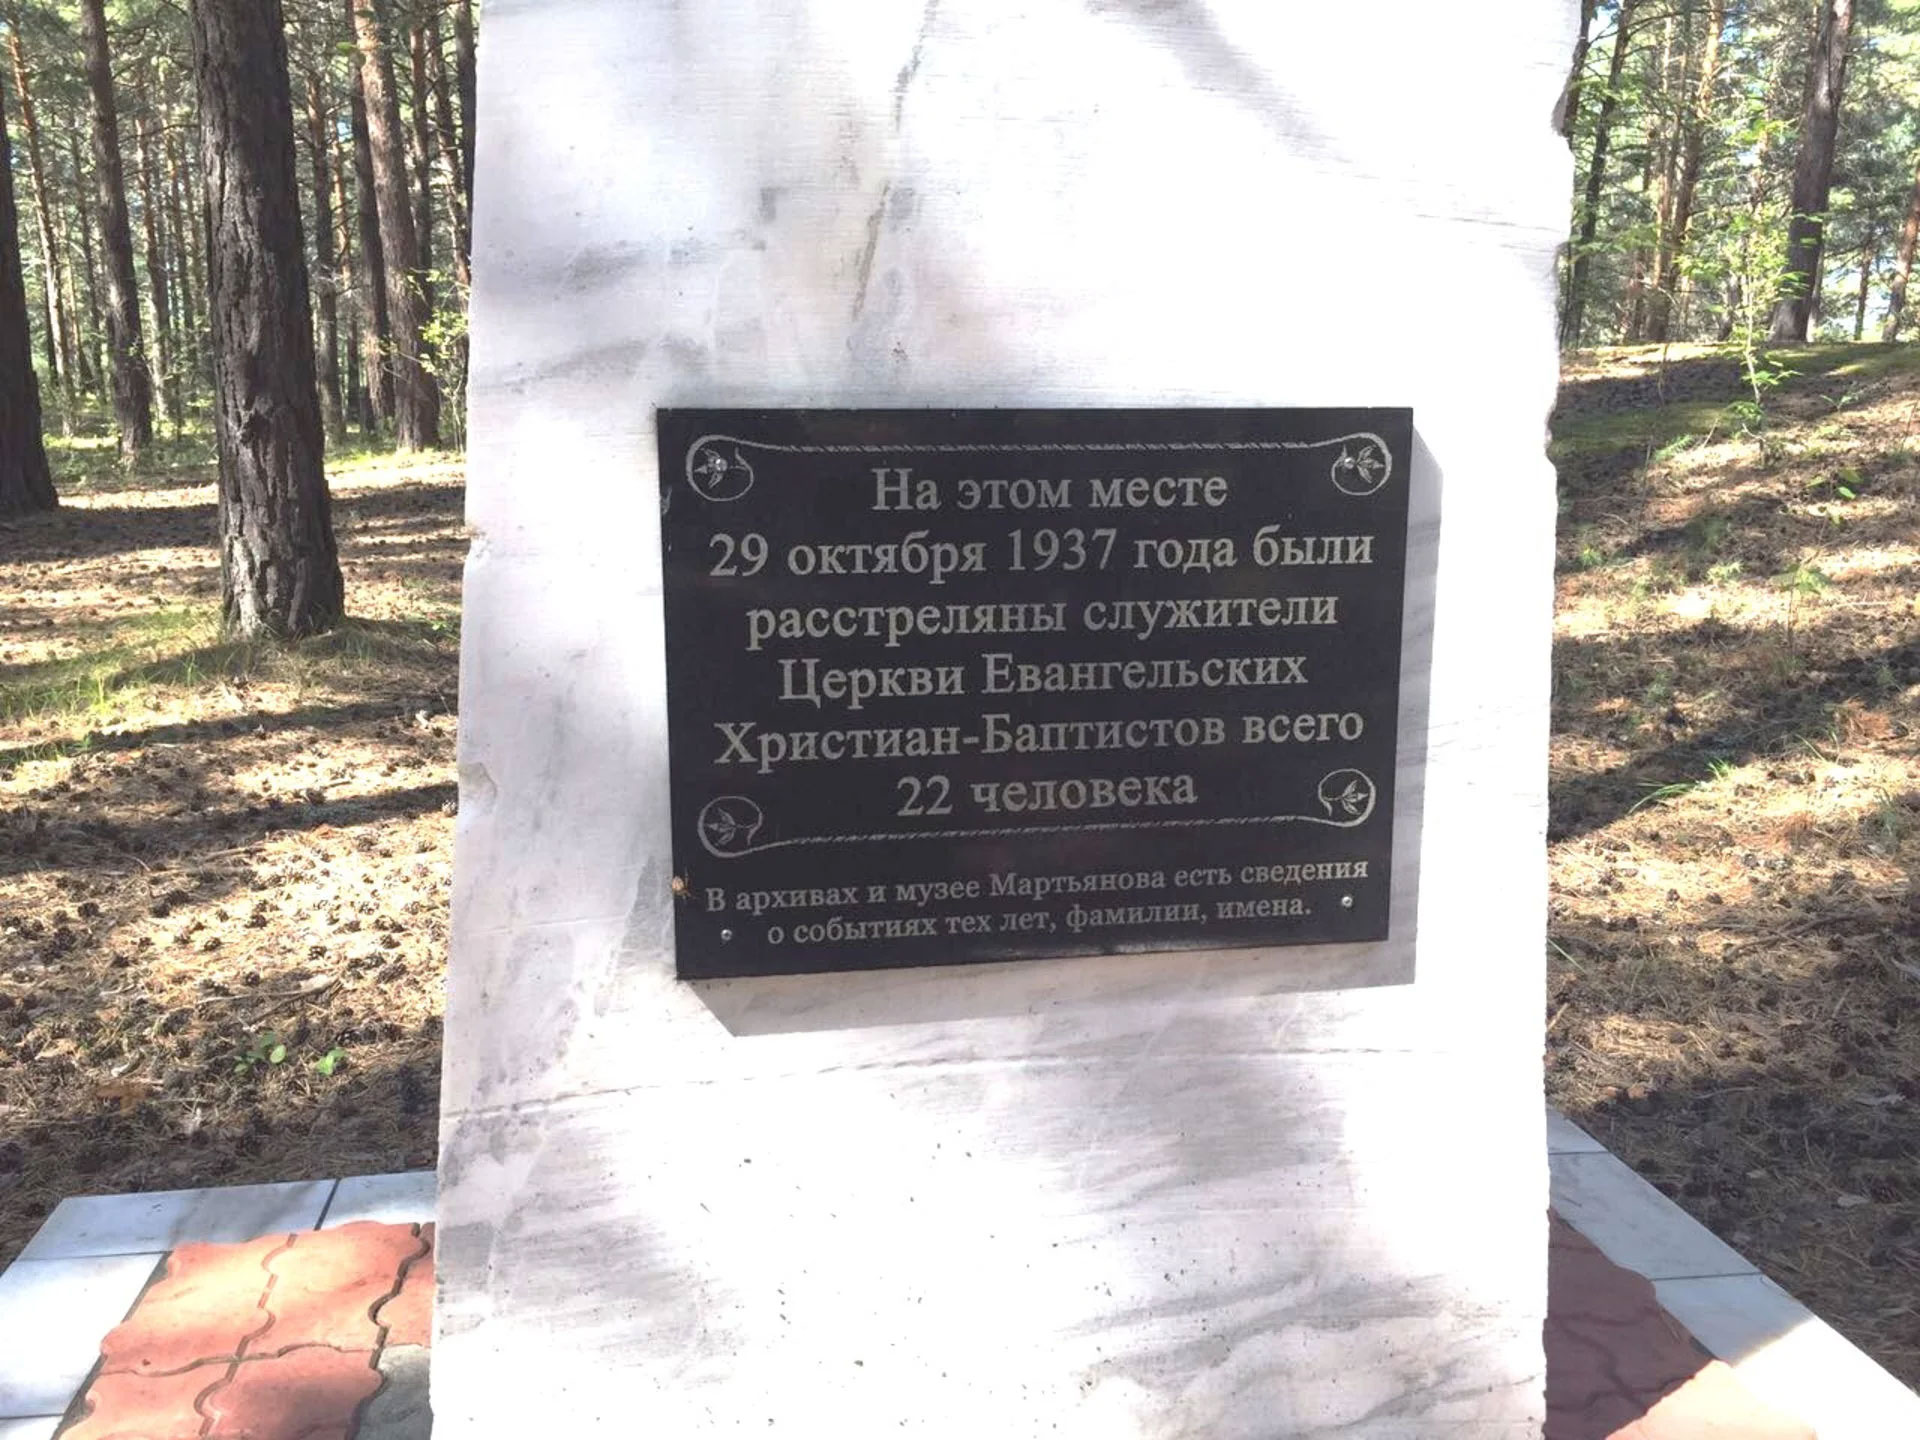 На этом месте
29 октября 1937 года были
расстреляны служители
Церкви Евангельских
Христиан-Баптистов всего
22 человека
В архивах и музее Мартьянова есть сведения
о событиях тех лет, фамилии, имена.